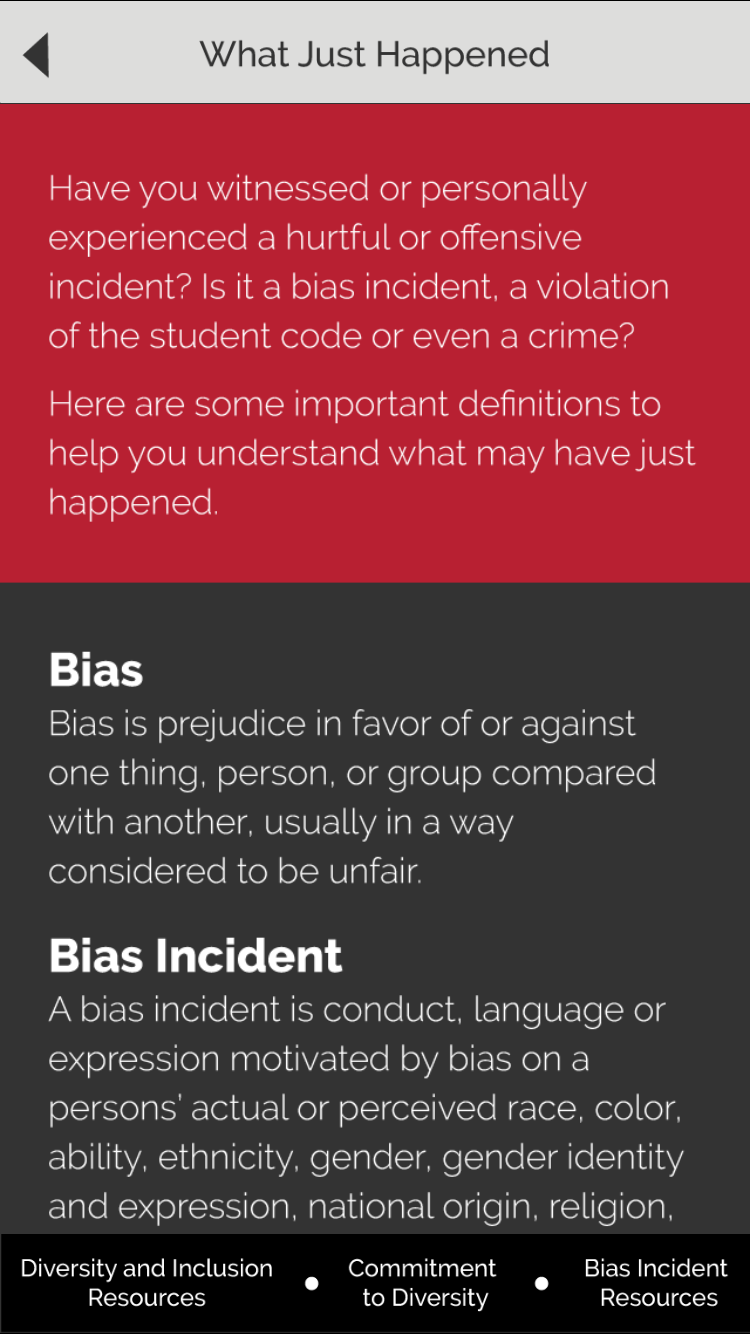 What Just Happened
Have you witnessed or personally
experienced a hurtful or offensive
incident? Is it a bias incident, a violation
of the student code or even a crime?
Here are some important definitions to
help you understand what may have just
happened.
Bias
Bias is prejudice in favor of or against
one thing, person, or group compared
with another, usually in a way
considered to be unfair.
Bias Incident
A bias incident is conduct, language or
expression motivated by bias on a
persons' actual or perceived race, color,
ability, ethnicity, gender, gender identity
and expression, national origin, religion,
Diversity and Inclusion
Resources
Commitment
to Diversity
Bias Incident
Resources